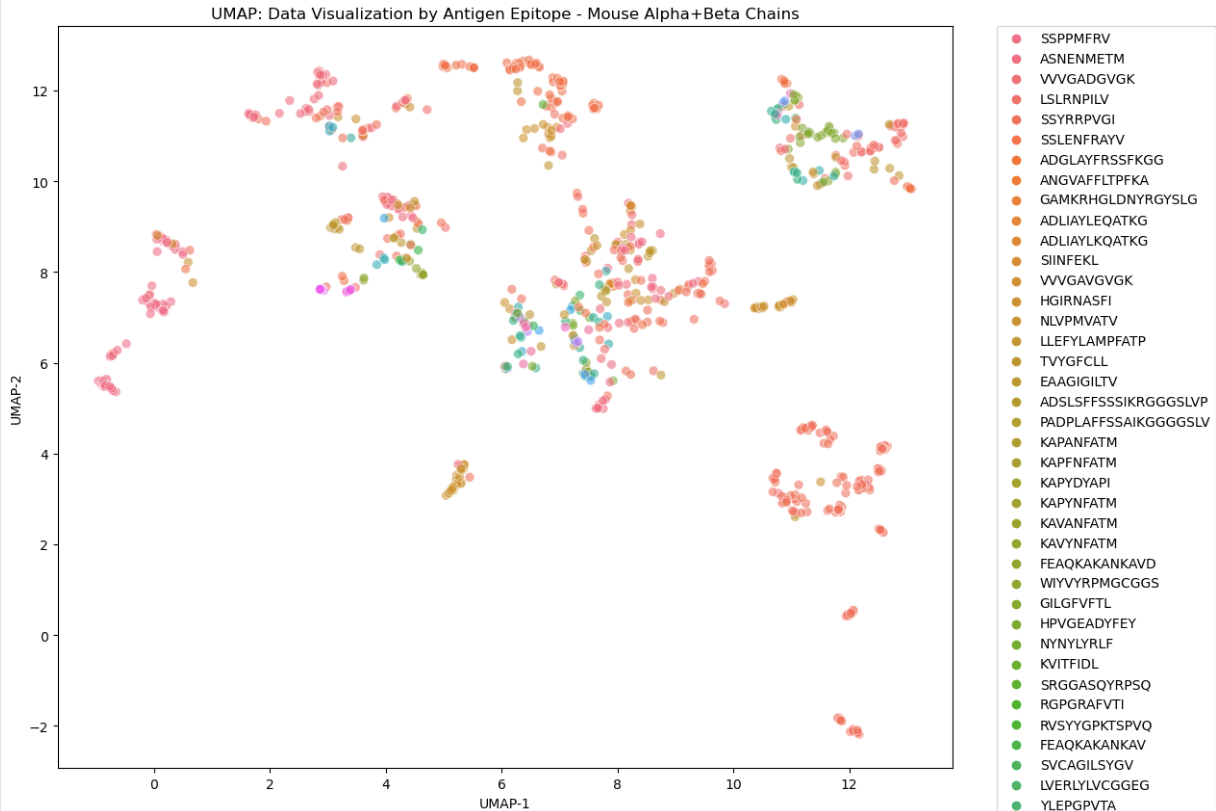 UMAP: Data Visualization by Antigen Epitope - Mouse Alpha+Beta Chains
UMAP-2
12
10
8
6
4
2
0
−2
0
2
4
6
8
10
12
UMAP-1
SSPPMFRV
ASNENMETM
VVVGADGVGK
LSLRNPILV
SSYRRPVGI
SSLENFRAYV
ADGLAYFRSSFKGG
ANGVAFFLTPFKA
GAMKRHGLDNYRGYSLG
ADLIAYLEQATKG
ADLIAYLKQATKG
SIINFEKL
VVVGAVGVGK
HGIRNASFI
NLVPMVATV
LLEFYLAMPFATP
TVYGFCLL
EAAGIGILTV
ADSLSFFSSSIKRGGGSLVP
PADPLAFFSSAIKGGGGSLV
KAPANFATM
KAPFNFATM
KAPYDYAPI
KAPYNFATM
KAVANFATM
KAVYNFATM
FEAQKAKANKAVD
WIYVYRPMGCGGS
GILGFVFTL
HPVGEADYFEY
NYNYLYRLF
KVITFIDL
SRGGASQYRPSQ
RGPGRAFVTI
RVSYYGPKTSPVQ
FEAQKAKANKAV
SVCAGILSYGV
LVERLYLVCGGEG
YLEPGPVTA